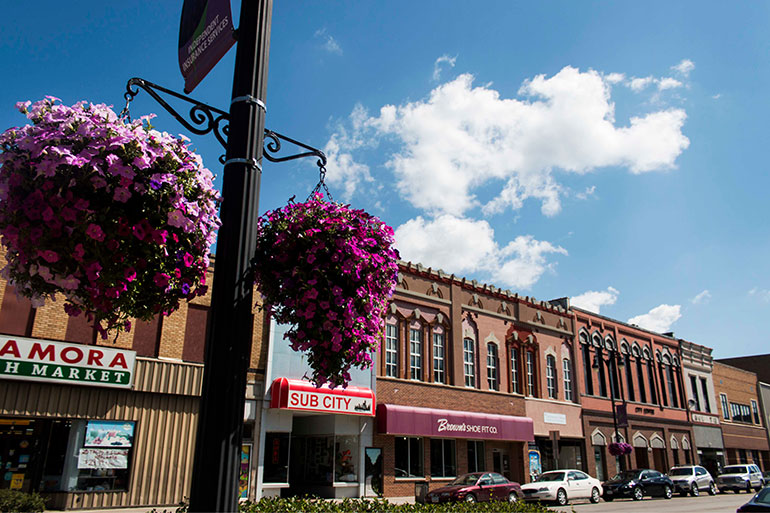 INDEPENDENT
INSURANCE SERVICES
AMORA
H MARKET
SUB CITY
Brown's SHOE FIT CO.